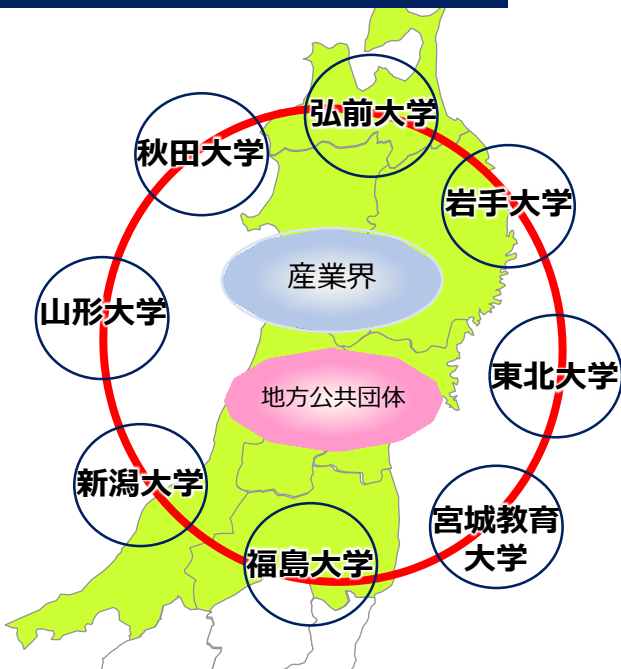 弘前大学
秋田大学
岩手大学
産業界
山形大学
東北大学
地方公共団体
新潟大学
宮城教育
大学
福島大学